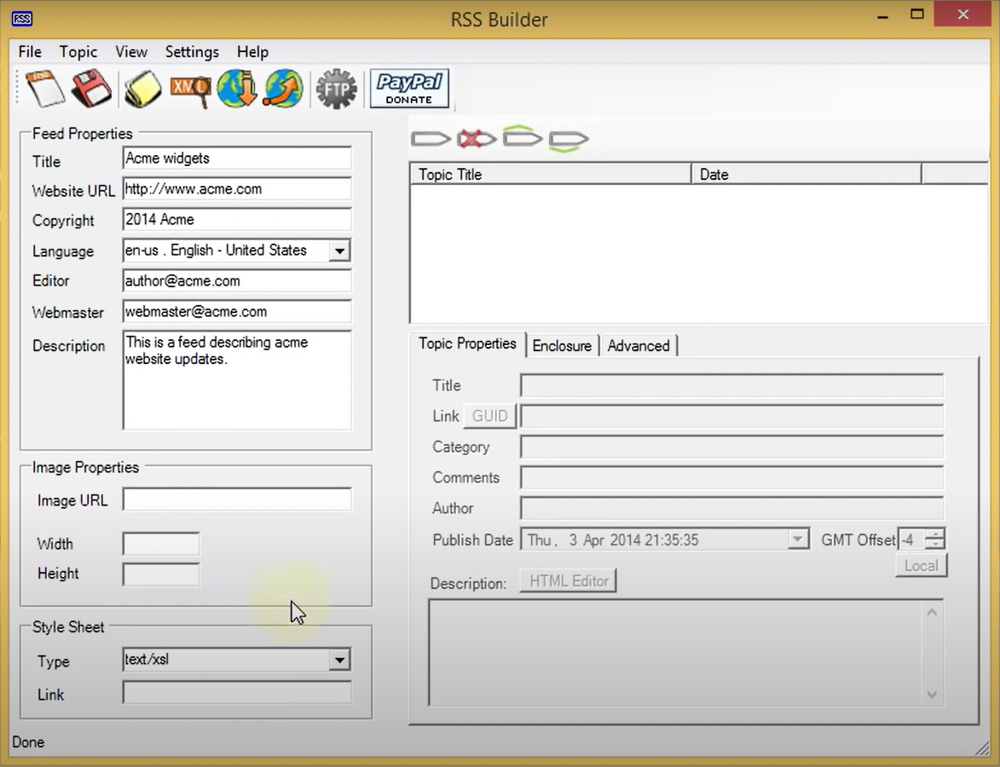 RSS
RSS Builder
File Topic View Settings Help
XML
FTP
PayPal
DONATE
Feed Properties
Title Acme widgets
Website URL http://www.acme.com
Copyright 2014 Acme
Language en-us . English - United States
Editor author@acme.com
Webmaster webmaster@acme.com
Description This is a feed describing acme
website updates.
Image Properties
Image URL
Width
Height
Style Sheet
Type text/xsl
Link
Topic Title Date
Topic Properties Enclosure Advanced
Title
Link GUID
Category
Comments
Author
Publish Date Thu , 3 Apr 2014 21:35:35 GMT Offset -4
Local
Description: HTML Editor
Done